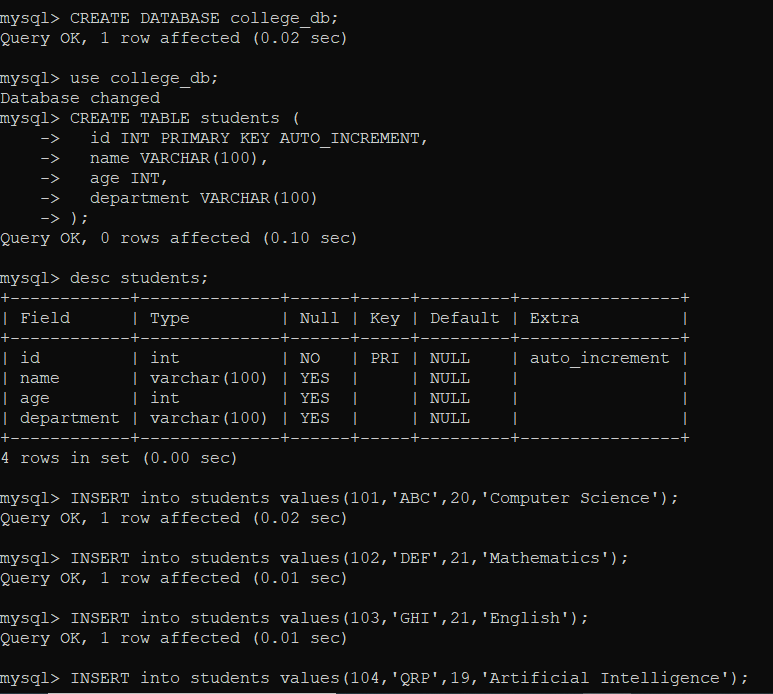 mysql> CREATE DATABASE college_db;
Query OK, 1 row affected (0.02 sec)

mysql> use college_db;
Database changed
mysql> CREATE TABLE students (
    ->   id INT PRIMARY KEY AUTO_INCREMENT,
    ->   name VARCHAR(100),
    ->   age INT,
    ->   department VARCHAR(100)
    -> );
Query OK, 0 rows affected (0.10 sec)

mysql> desc students;
+------------+--------------+------+-----+---------+----------------+
| Field      | Type         | Null | Key | Default | Extra          |
+------------+--------------+------+-----+---------+----------------+
| id         | int          | NO   | PRI | NULL    | auto_increment |
| name       | varchar(100) | YES  |     | NULL    |                |
| age        | int          | YES  |     | NULL    |                |
| department | varchar(100) | YES  |     | NULL    |                |
+------------+--------------+------+-----+---------+----------------+
4 rows in set (0.00 sec)

mysql> INSERT into students values(101,'ABC',20,'Computer Science');
Query OK, 1 row affected (0.02 sec)

mysql> INSERT into students values(102,'DEF',21,'Mathematics');
Query OK, 1 row affected (0.01 sec)

mysql> INSERT into students values(103,'GHI',21,'English');
Query OK, 1 row affected (0.01 sec)

mysql> INSERT into students values(104,'QRP',19,'Artificial Intelligence');